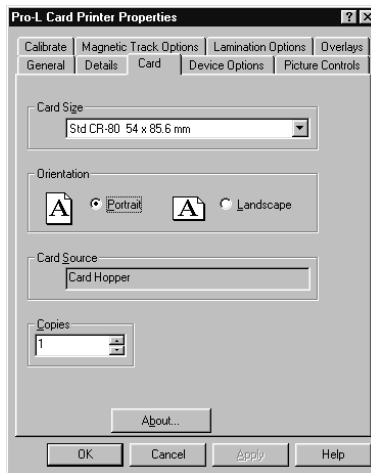 Pro-L Card Printer Properties
Calibrate Magnetic Track Options Lamination Options Overlays
General Details Card Device Options Picture Controls
Card Size
Std CR-80 54 x 85.6 mm
Orientation
A Portrait A Landscape
Card Source
Card Hopper
Copies
1
About...
OK Cancel Apply Help